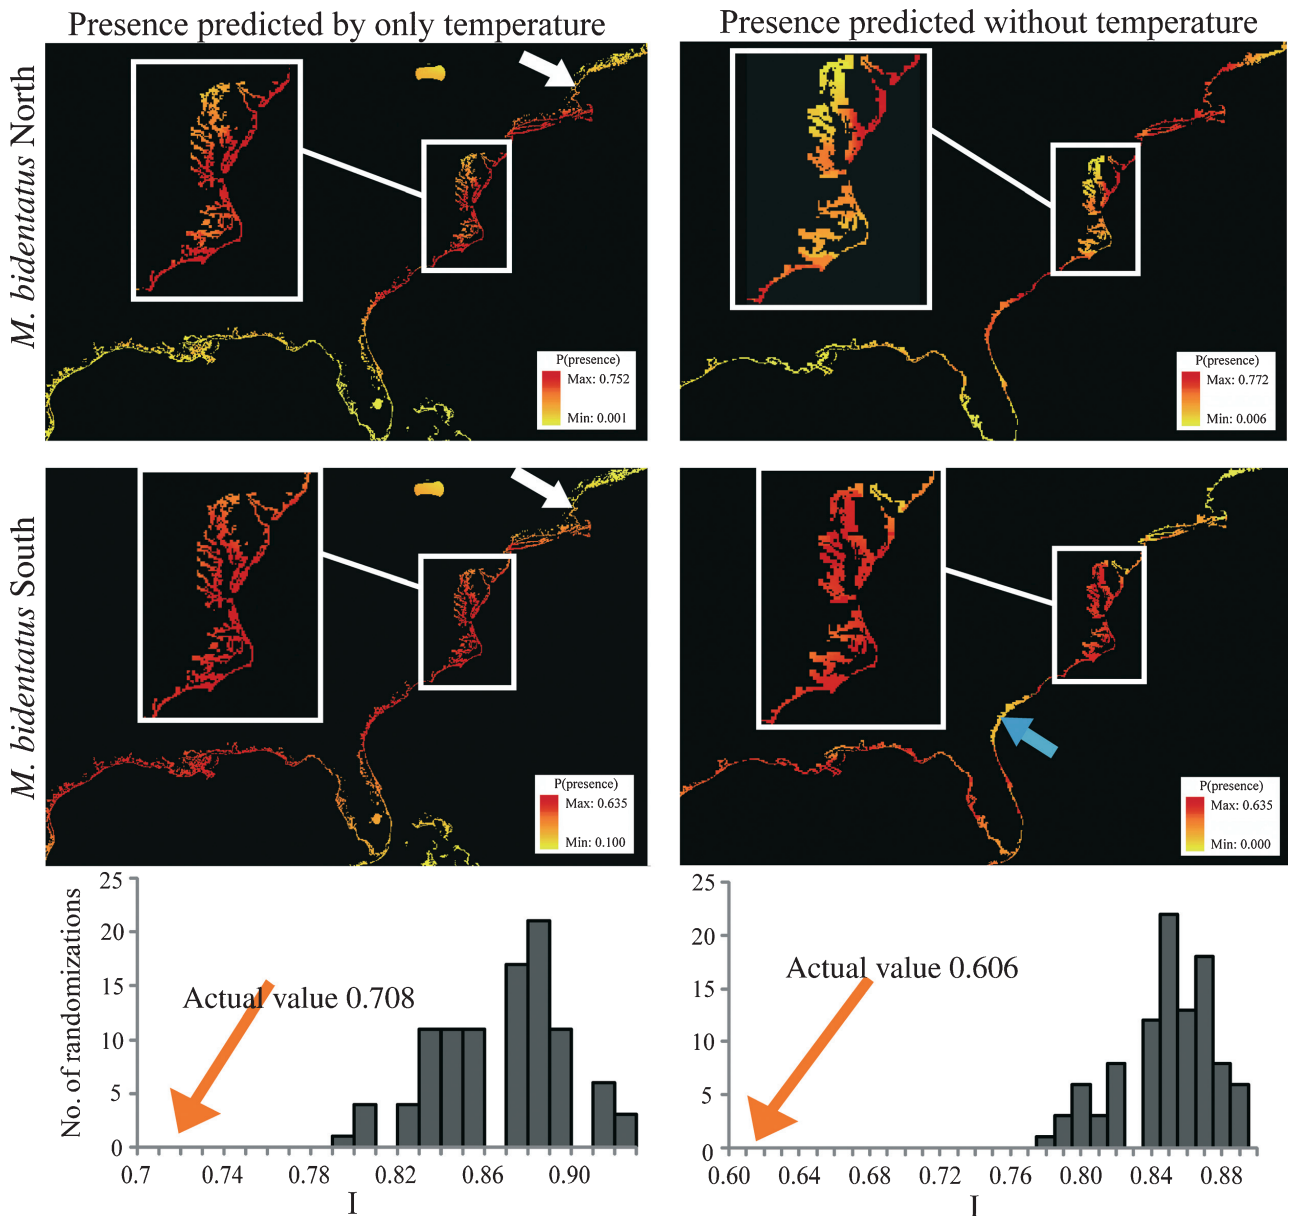 Presence predicted by only temperature
Presence predicted without temperature
M. bidentatus North
P(presence)
Max: 0.752
Min: 0.001
P(presence)
Max: 0.772
Min: 0.006
M. bidentatus South
P(presence)
Max: 0.635
Min: 0.100
P(presence)
Max: 0.635
Min: 0.000
No. of randomizations
25
20
15
10
5
0
Actual value 0.708
0.7 0.74 0.78 0.82 0.86 0.90
I
25
20
15
10
5
0
Actual value 0.606
0.60 0.64 0.68 0.72 0.76 0.80 0.84 0.88
I